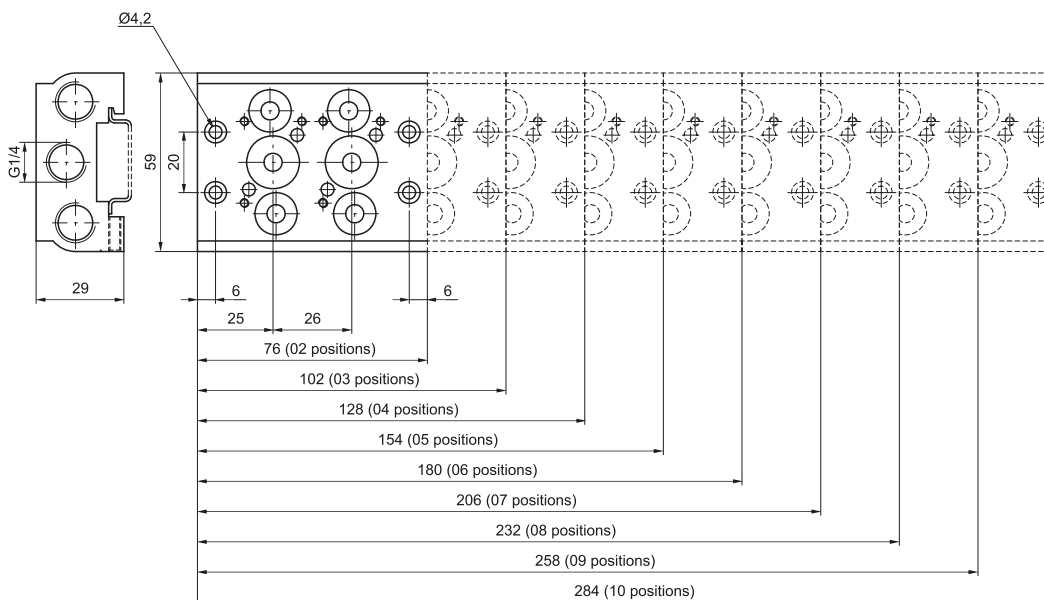 Ø4,2
G1/4
59
20
29
6
6
25
26
76 (02 positions)
102 (03 positions)
128 (04 positions)
154 (05 positions)
180 (06 positions)
206 (07 positions)
232 (08 positions)
258 (09 positions)
284 (10 positions)